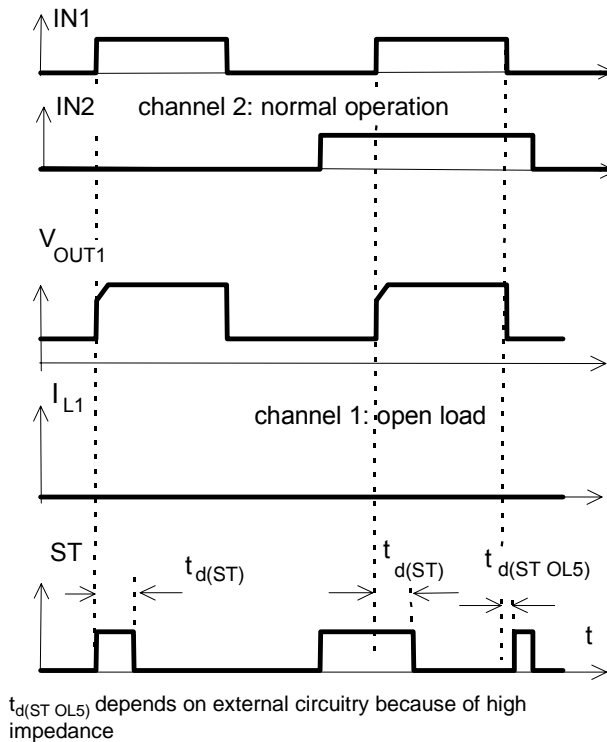 IN1
IN2
channel 2: normal operation
VOUT1
IL1
channel 1: open load
ST
td(ST)
td(ST)
td(ST OL5)
t
td(ST OL5) depends on external circuitry because of high
impedance